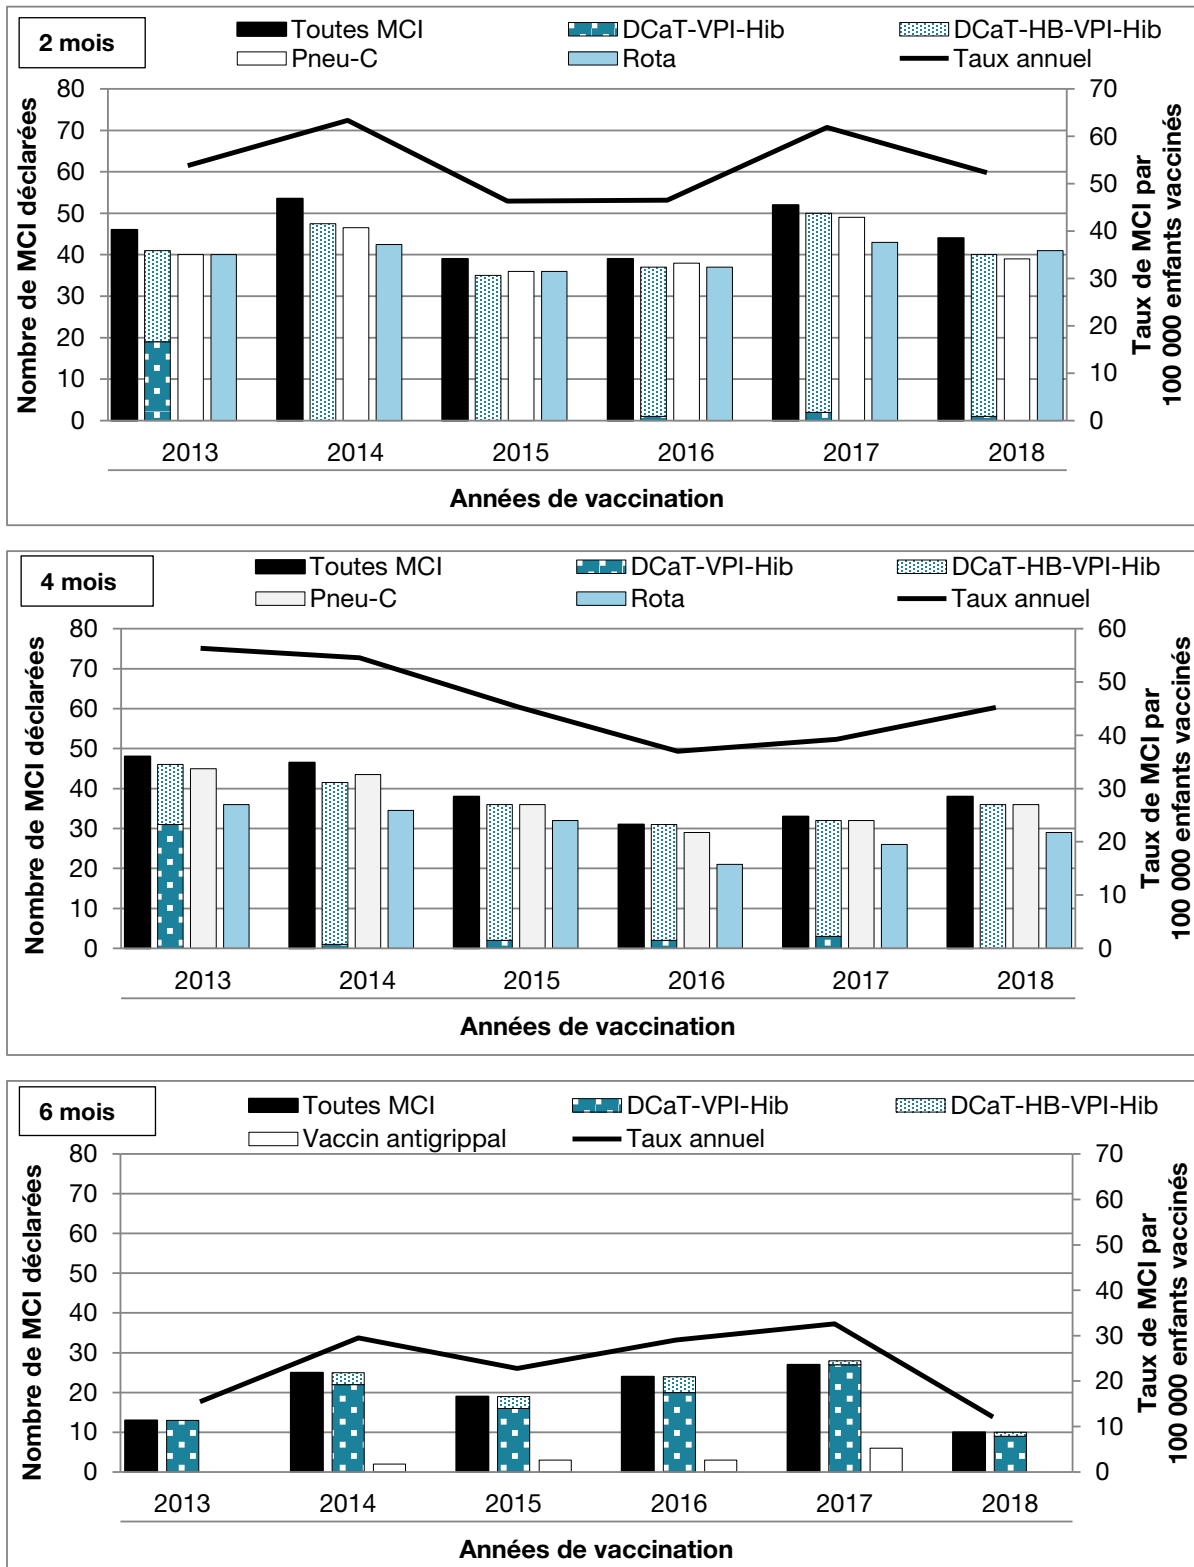 2 mois
Toutes MCI DCaT-VPI-Hib DCaT-HB-VPI-Hib
Pneu-C Rota Taux annuel
Nombre de MCI déclarées
80 70 60 50 40 30 20 10 0
70 60 50 40 30 20 10 0
Taux de MCI par
100 000 enfants vaccinés
2013 2014 2015 2016 2017 2018
Années de vaccination
4 mois
Toutes MCI DCaT-VPI-Hib DCaT-HB-VPI-Hib
Pneu-C Rota Taux annuel
Nombre de MCI déclarées
80 70 60 50 40 30 20 10 0
60 50 40 30 20 10 0
Taux de MCI par
100 000 enfants vaccinés
2013 2014 2015 2016 2017 2018
Années de vaccination
6 mois
Toutes MCI DCaT-VPI-Hib DCaT-HB-VPI-Hib
Vaccin antigrippal Taux annuel
Nombre de MCI déclarées
80 70 60 50 40 30 20 10 0
70 60 50 40 30 20 10 0
Taux de MCI par
100 000 enfants vaccinés
2013 2014 2015 2016 2017 2018
Années de vaccination